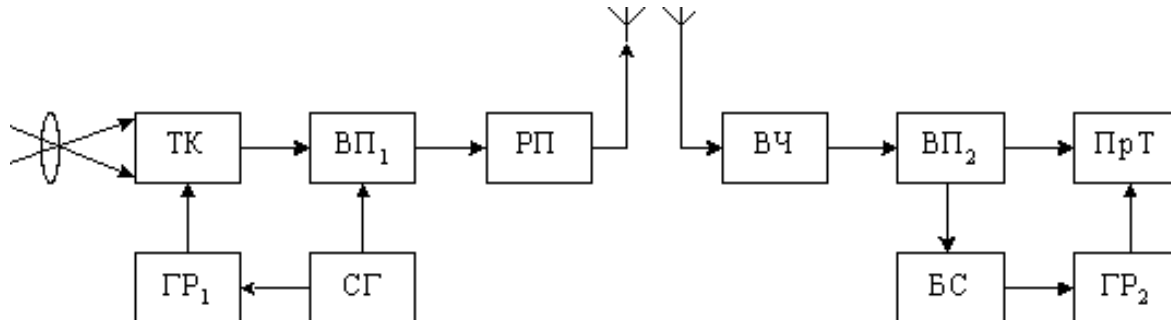 ТК ВП₁ РП ВЧ ВП₂ ПрТ
ГР₁ СГ БС ГР₂